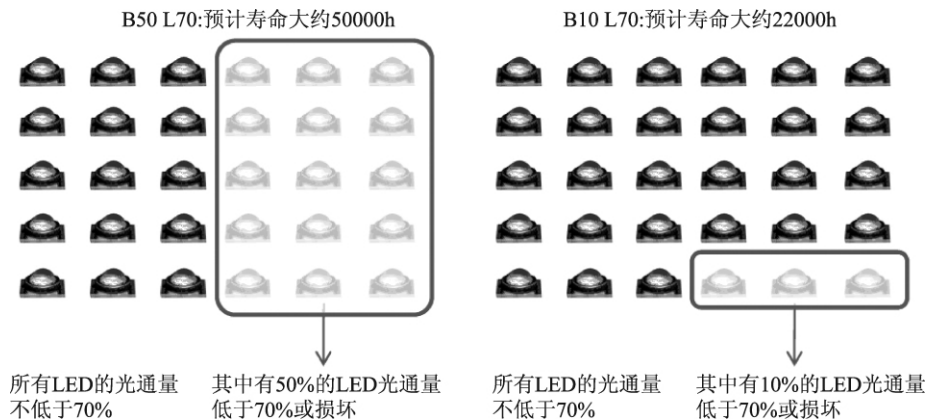 B50 L70:预计寿命大约50000h
B10 L70:预计寿命大约22000h
所有LED的光通量
不低于70%
其中有50%的LED光通量
低于70%或损坏
所有LED的光通量
不低于70%
其中有10%的LED光通量
低于70%或损坏